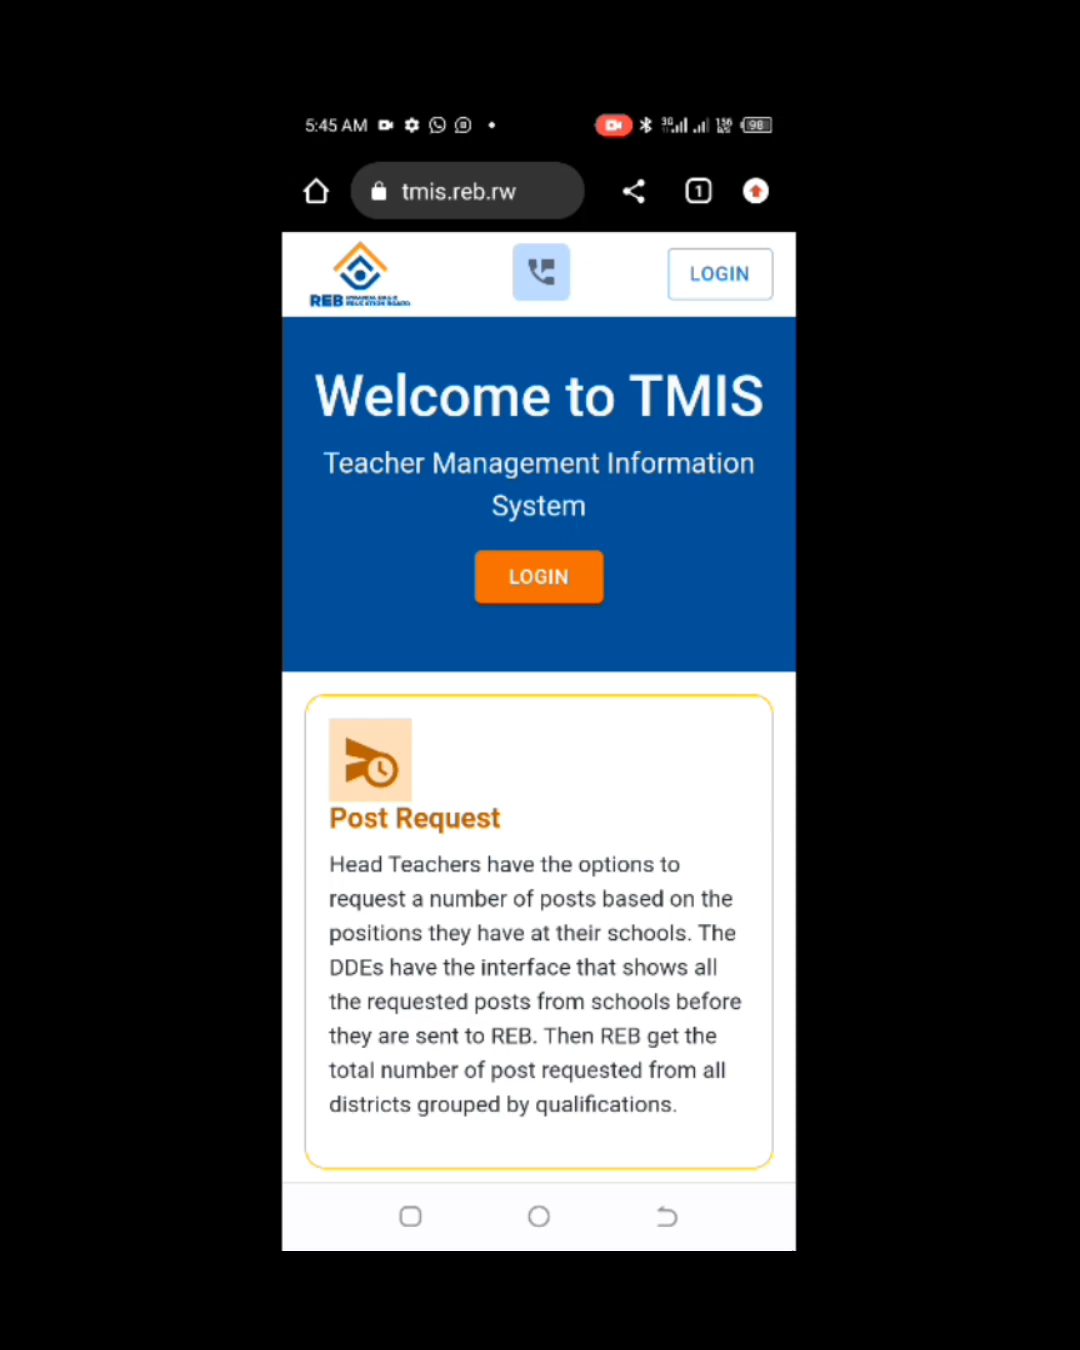 5:45 AM
3G
98
1
tmis.reb.rw
REB
LOGIN
Welcome to TMIS
Teacher Management Information
System
LOGIN
Post Request
Head Teachers have the options to
request a number of posts based on the
positions they have at their schools. The
DDEs have the interface that shows all
the requested posts from schools before
they are sent to REB. Then REB get the
total number of post requested from all
districts grouped by qualifications.